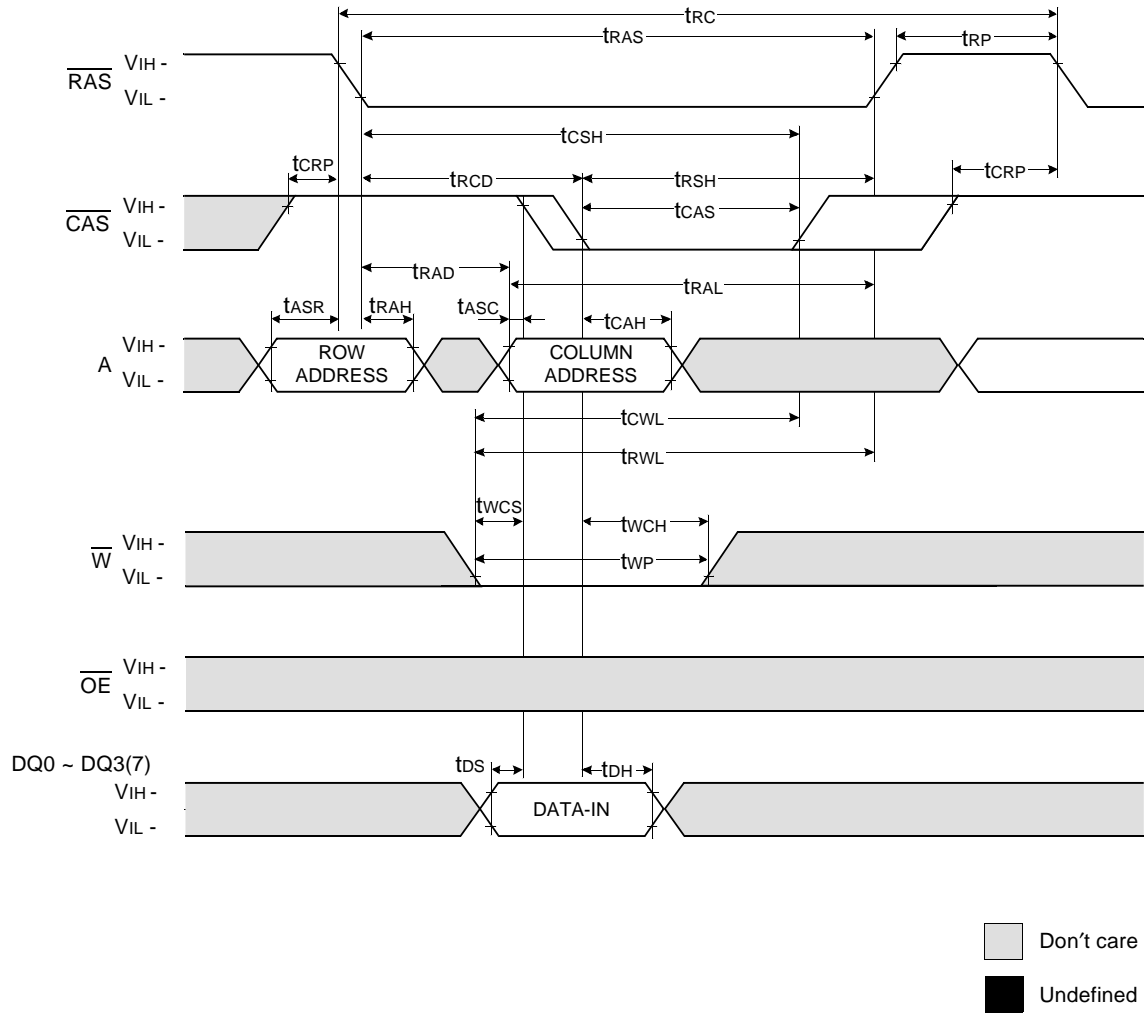 tRC
tRAS
tRP
RAS
VIH -
VIL -
tCSH
tCRP
tRCD
tRSH
tCRP
CAS
VIH -
VIL -
tCAS
tRAD
tRAL
tASR
tRAH
tASC
tCAH
A
VIH -
VIL -
ROW
ADDRESS
COLUMN
ADDRESS
tCWL
tRWL
tWCS
tWCH
W
VIH -
VIL -
tWP
OE
VIH -
VIL -
DQ0 ~ DQ3(7)
tDS
tDH
VIH -
VIL -
DATA-IN
Don′t care
Undefined